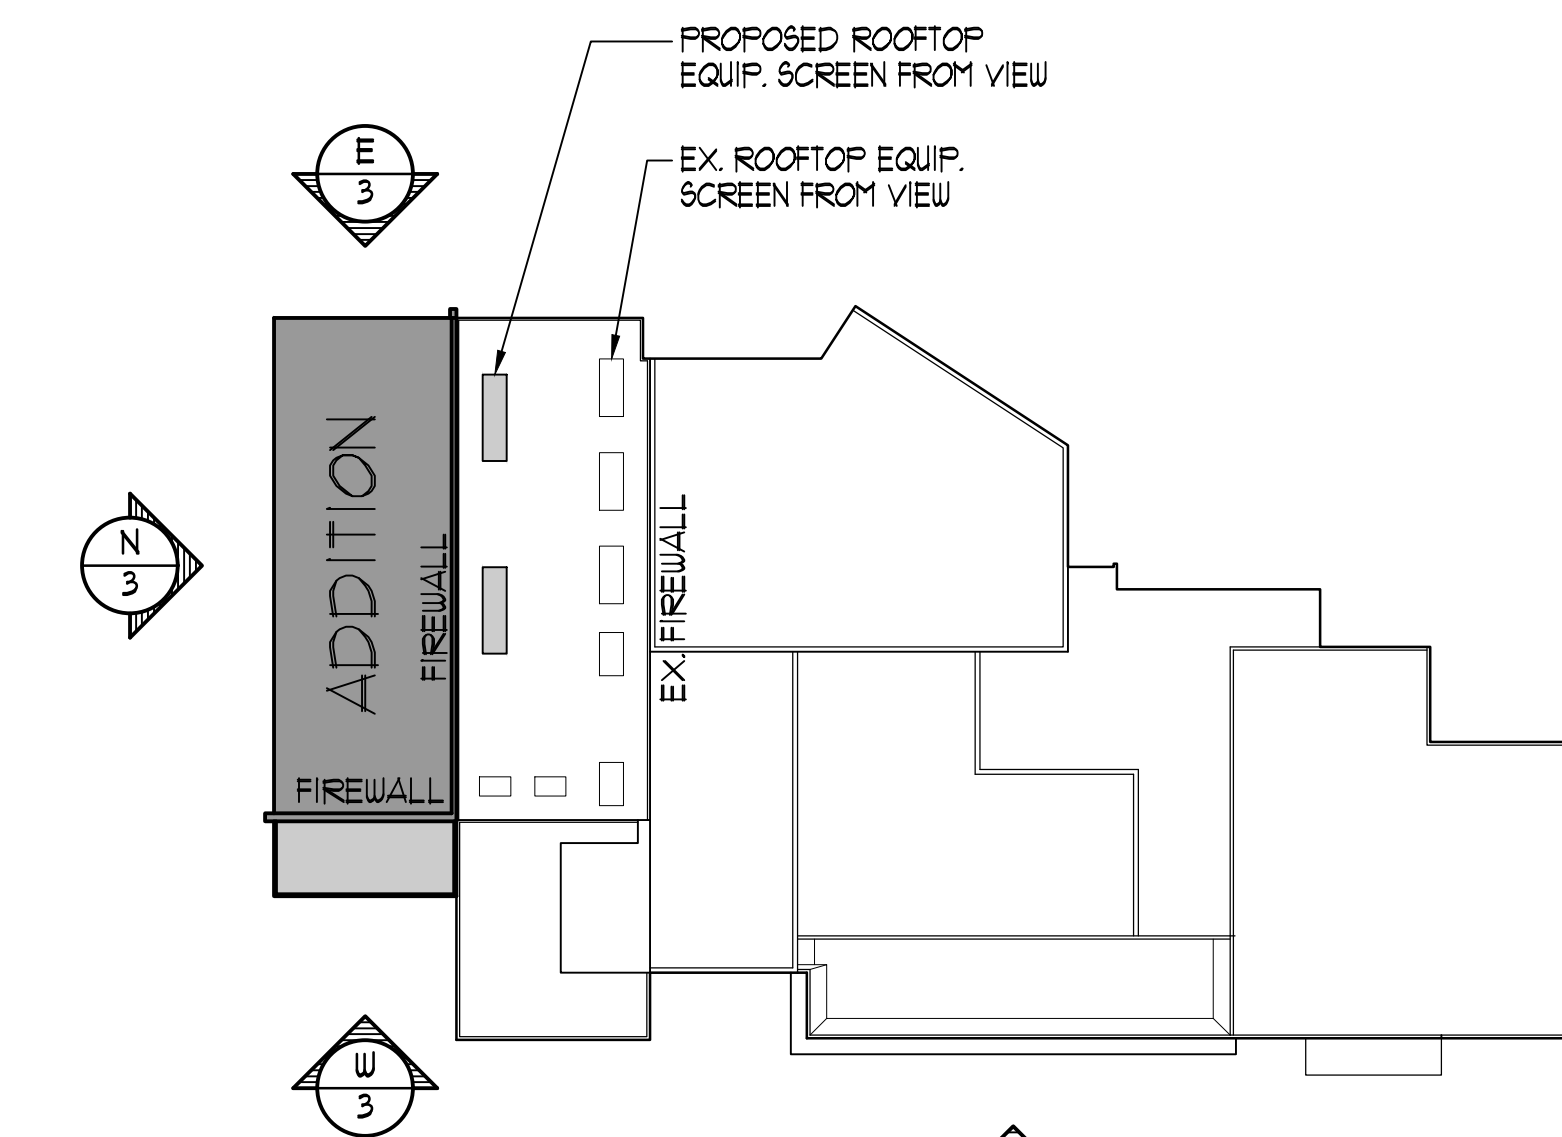 PROPOSED ROOFTOP
EQUIP. SCREEN FROM VIEW
EX. ROOFTOP EQUIP.
SCREEN FROM VIEW
E
3
N
3
ADDITION
FIREWALL
EX. FIREWALL
FIREWALL
W
3